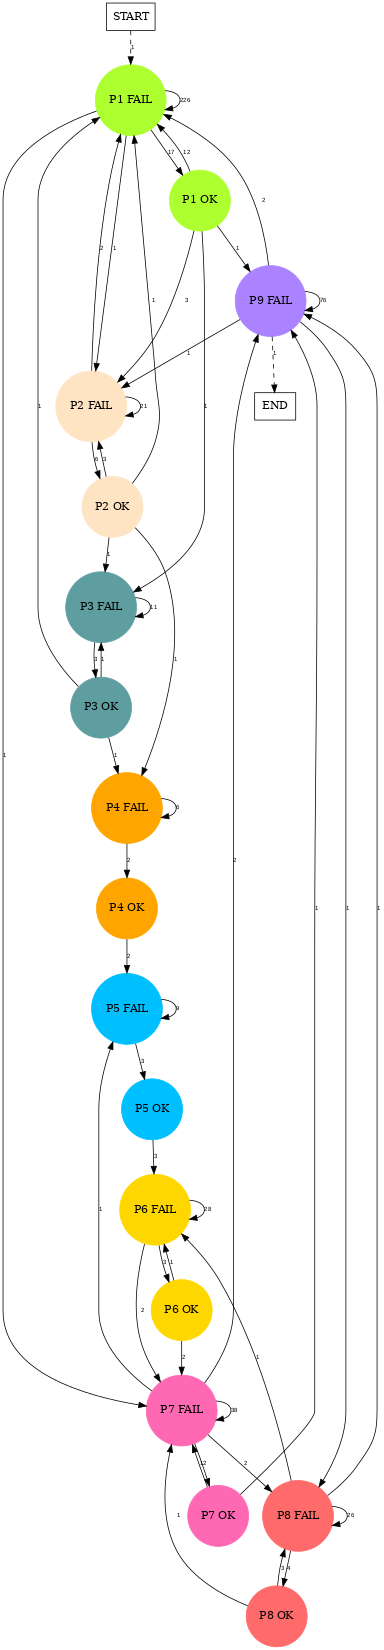 START
1
P1 FAIL
226
17
12
P1 OK
1
2
P9 FAIL
76
2
1
3
1
1
1
END
P2 FAIL
21
6
3
1
P2 OK
1
1
1
P3 FAIL
11
3
1
P3 OK
1
P4 FAIL
6
1
2
2
1
1
1
P4 OK
2
P5 FAIL
3
P5 OK
3
P6 FAIL
28
3
1
P6 OK
2
1
2
1
P7 FAIL
38
2
P7 OK
P8 FAIL
26
1
3
4
P8 OK